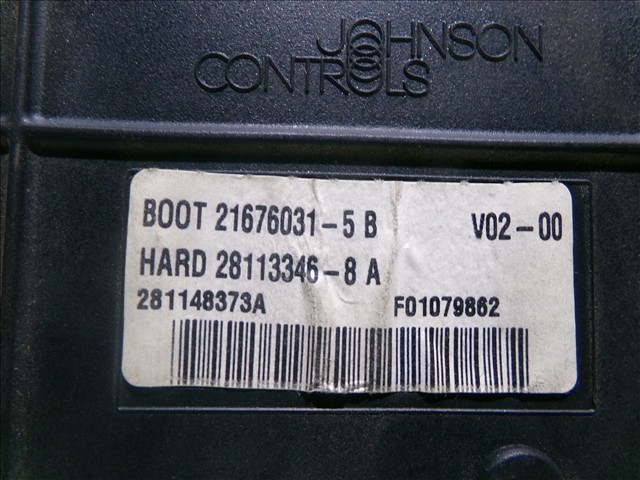 JOHNSON
CONTROLS
BOOT 21676031-5 B V02-00
HARD 28113346-8 A
281148373A F01079862